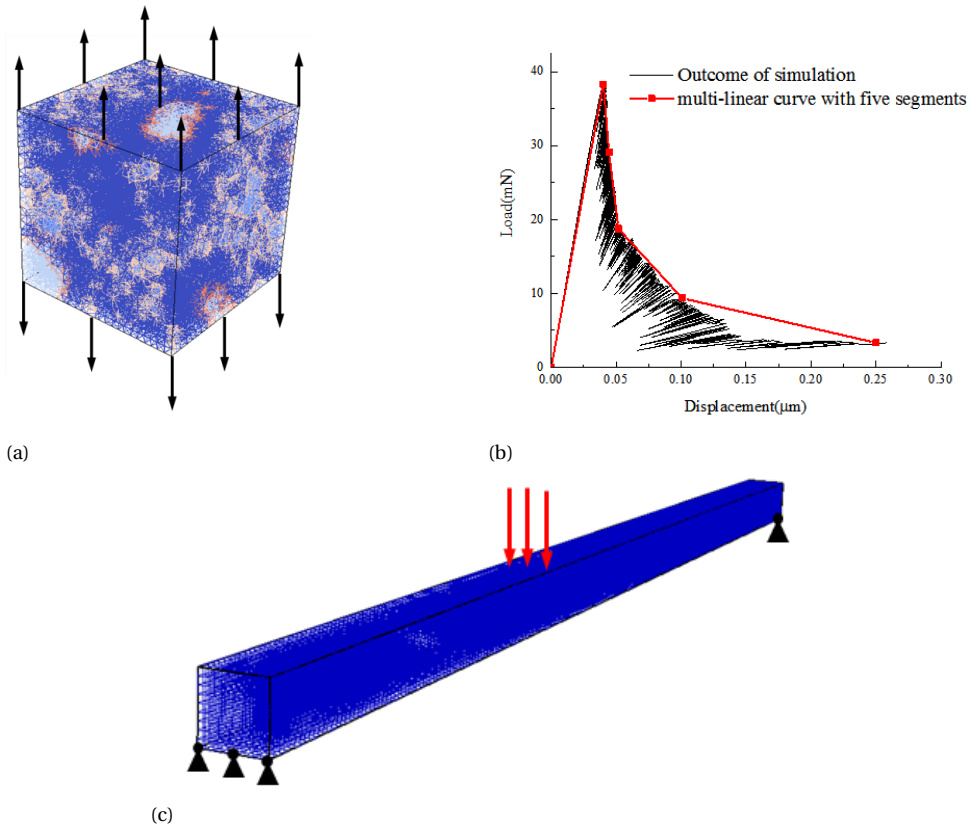 Outcome of simulation
multi-linear curve with five segments
Load(mN)
40
30
20
10
0
0.00 0.05 0.10 0.15 0.20 0.25 0.30
Displacement(μm)
(a)
(b)
(c)